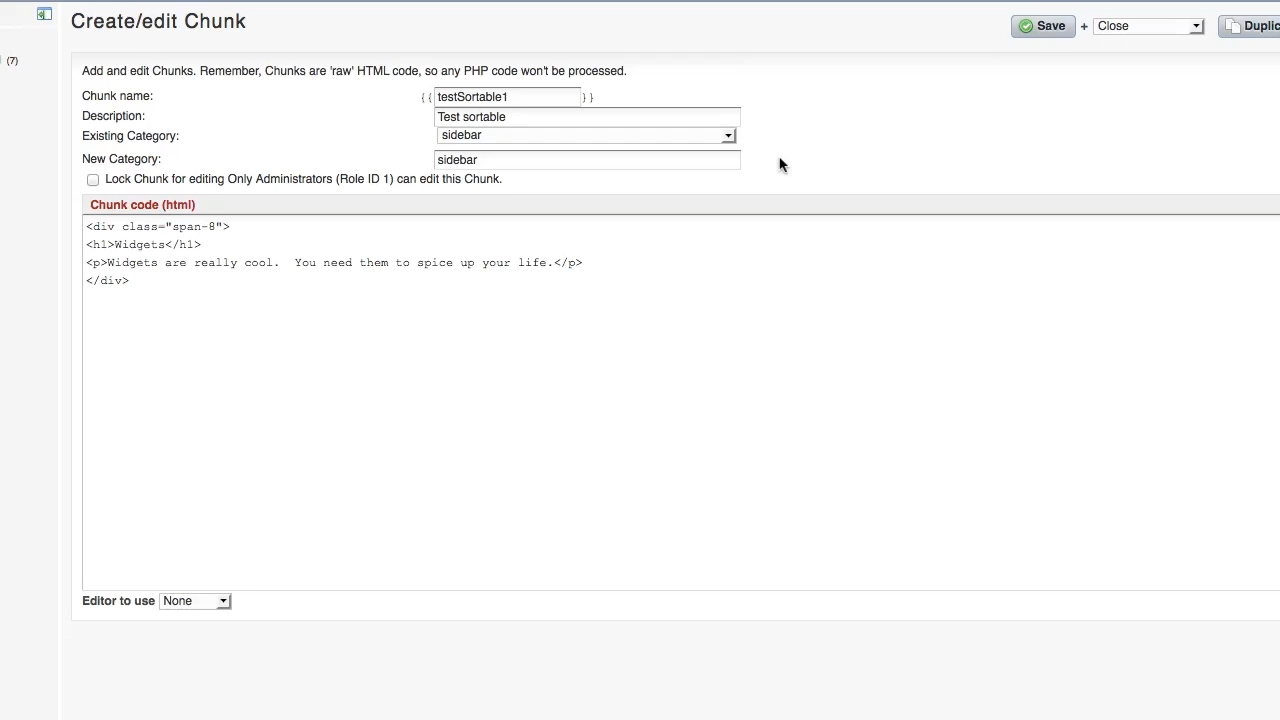 Create/edit Chunk
Save + Close Duplic
(7)
Add and edit Chunks. Remember, Chunks are 'raw' HTML code, so any PHP code won't be processed.
Chunk name: {{ testSortable1 }}
Description: Test sortable
Existing Category: sidebar
New Category: sidebar
Lock Chunk for editing Only Administrators (Role ID 1) can edit this Chunk.
Chunk code (html)
<div class="span-8">
<h1>Widgets</h1>
<p>Widgets are really cool.  You need them to spice up your life.</p>
</div>
Editor to use None